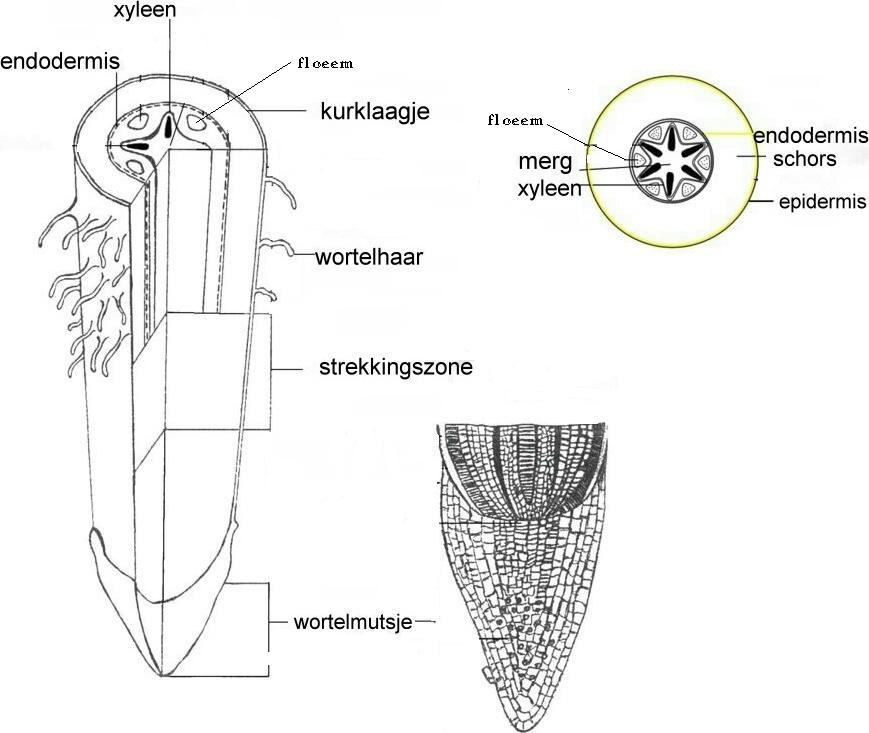 xyleen
endodermis
floeem
kurklaagje
wortelhaar
strekkingszone
wortelmutsje
floeem
endodermis
merg
schors
xyleen
epidermis